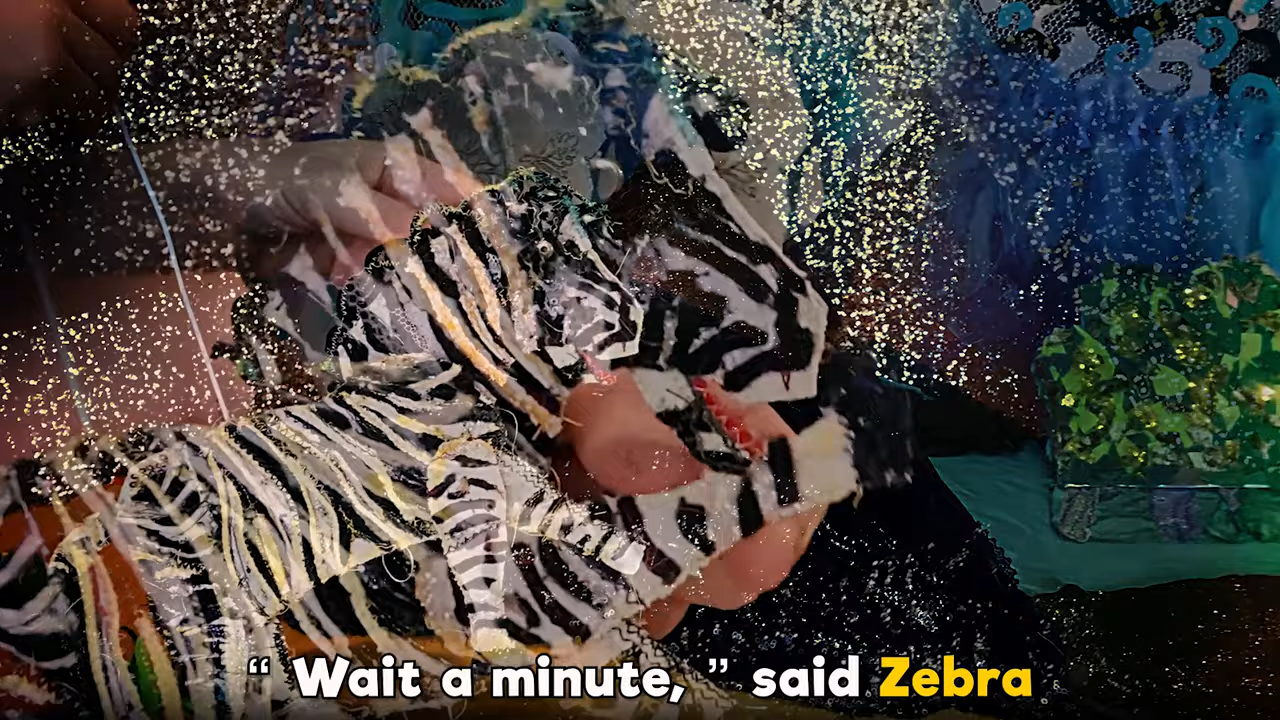 “ Wait a minute, ” said Zebra